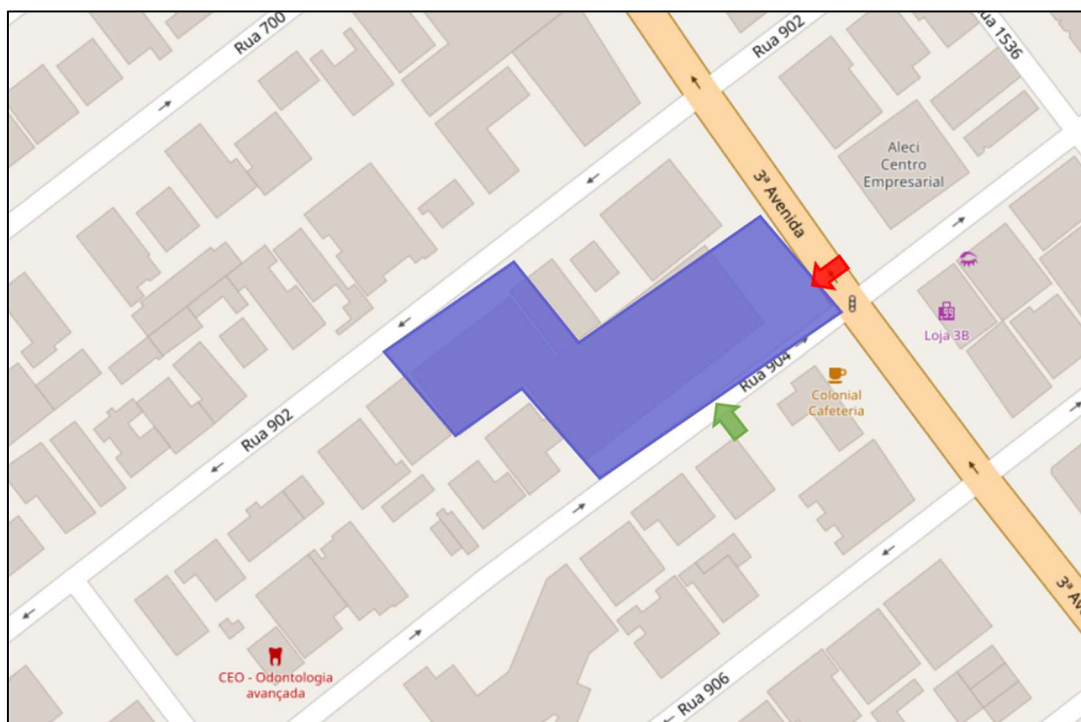 Rua 700
Rua 902
ua 1536
Aleci
Centro
Empresarial
3ª Avenida
Loja 3B
Rua 904
Colonial
Cafeteria
Rua 902
3ª Av
CEO - Odontologia
avançada
Rua 906